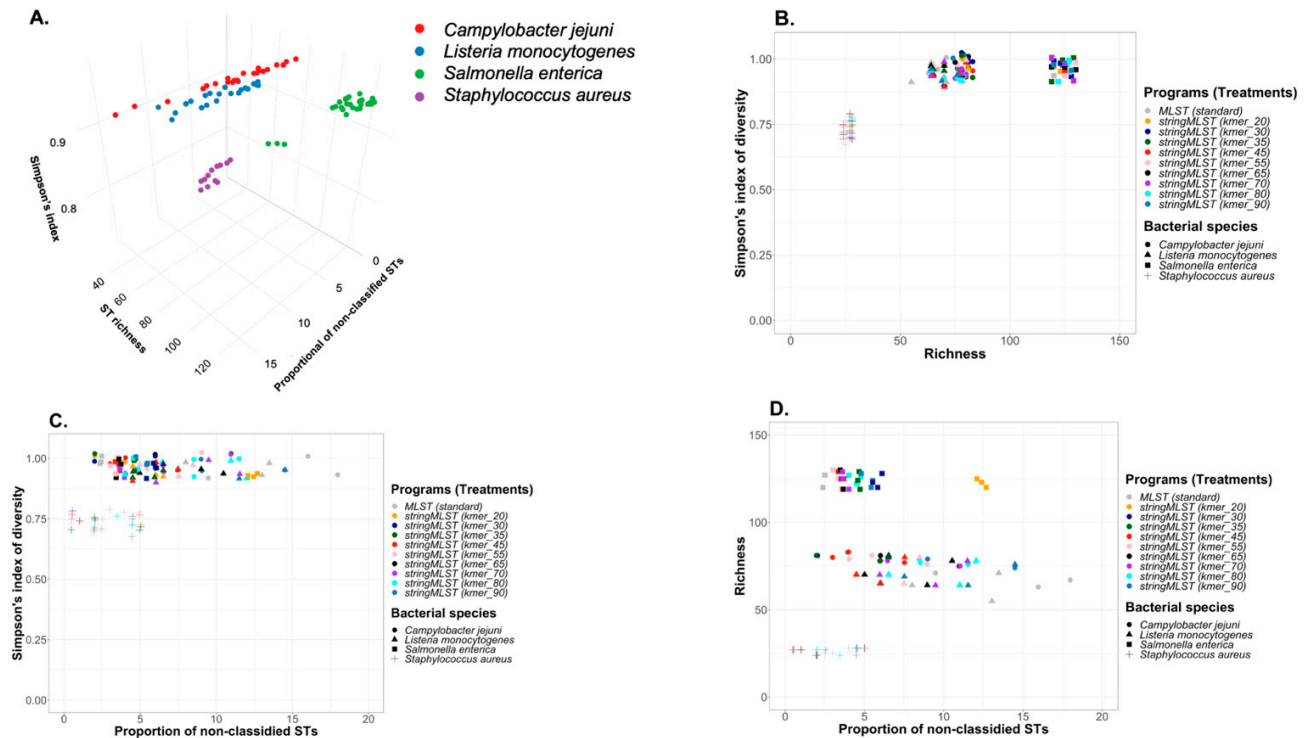 A.
Campylobacter jejuni
Listeria monocytogenes
Salmonella enterica
Staphylococcus aureus
0.9
0.8
Simpson's index
40
60
80
100
120
ST richness
0
5
10
15
Proportional of non-classified STs
B.
1.00
0.75
0.50
0.25
0.00
Simpson's index of diversity
0
50
100
150
Richness
Programs (Treatments)
MLST (standard)
stringMLST (kmer_20)
stringMLST (kmer_30)
stringMLST (kmer_35)
stringMLST (kmer_45)
stringMLST (kmer_55)
stringMLST (kmer_65)
stringMLST (kmer_70)
stringMLST (kmer_80)
stringMLST (kmer_90)
Bacterial species
Campylobacter jejuni
Listeria monocytogenes
Salmonella enterica
Staphylococcus aureus
C.
1.00
0.75
0.50
0.25
0.00
Simpson's index of diversity
0
5
10
15
20
Proportion of non-classidied STs
Programs (Treatments)
MLST (standard)
stringMLST (kmer_20)
stringMLST (kmer_30)
stringMLST (kmer_35)
stringMLST (kmer_45)
stringMLST (kmer_55)
stringMLST (kmer_65)
stringMLST (kmer_70)
stringMLST (kmer_80)
stringMLST (kmer_90)
Bacterial species
Campylobacter jejuni
Listeria monocytogenes
Salmonella enterica
Staphylococcus aureus
D.
150
100
50
0
Richness
0
5
10
15
20
Proportion of non-classidied STs
Programs (Treatments)
MLST (standard)
stringMLST (kmer_20)
stringMLST (kmer_30)
stringMLST (kmer_35)
stringMLST (kmer_45)
stringMLST (kmer_55)
stringMLST (kmer_65)
stringMLST (kmer_70)
stringMLST (kmer_80)
stringMLST (kmer_90)
Bacterial species
Campylobacter jejuni
Listeria monocytogenes
Salmonella enterica
Staphylococcus aureus